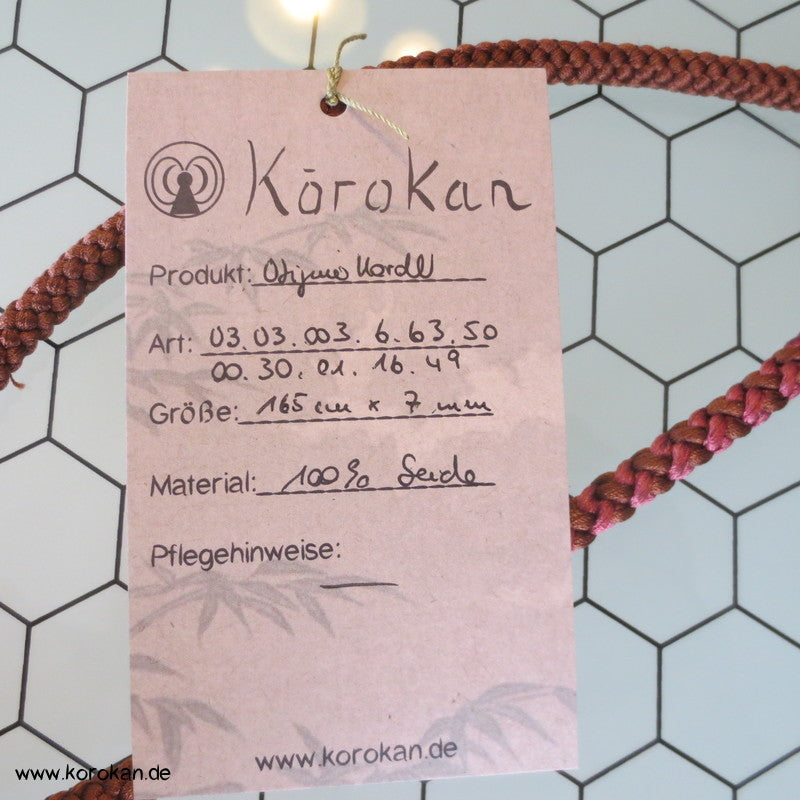 Kōrokan
Produkt: Obijime Kordel
Art: 03.03.003.6.63.50
00.30.01.16.49
Größe: 165 cm x 7 mm
Material: 100% Seide
Pflegehinweise:
—
www.korokan.de
www.korokan.de